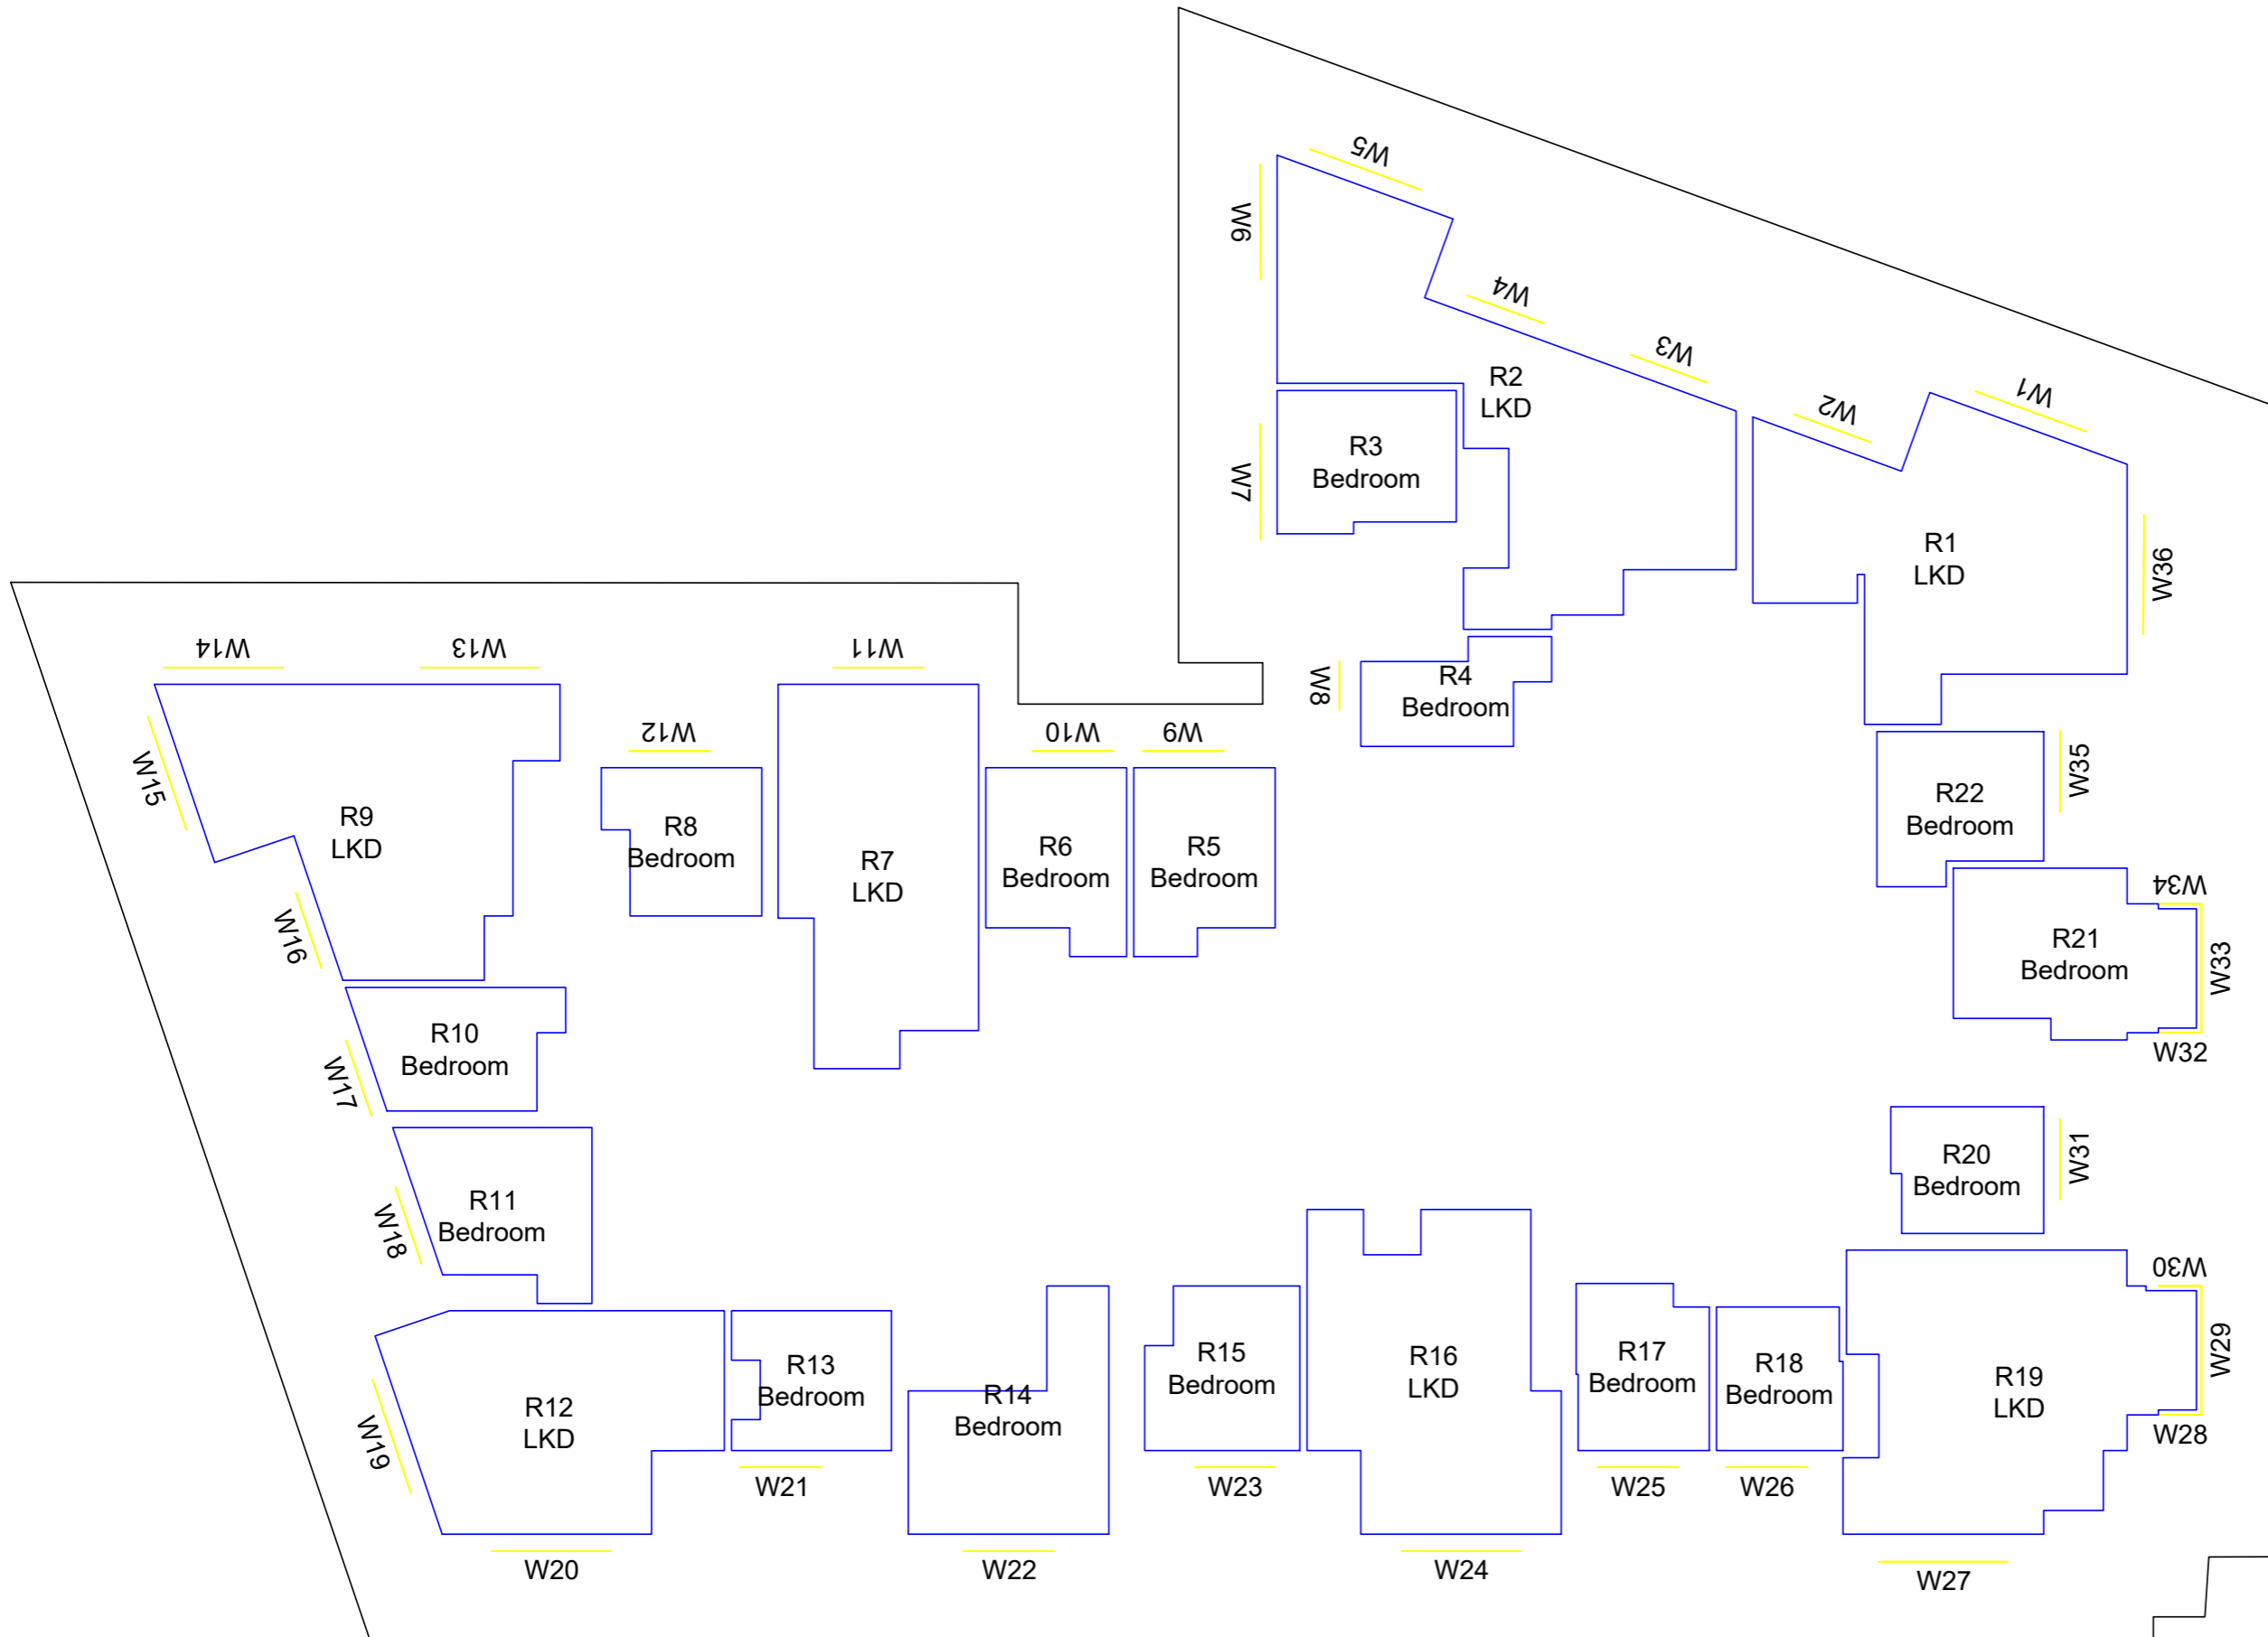 W5
W6
W4
W3
R2
LKD
W2
W1
R3
Bedroom
W7
R1
LKD
W36
W14
W13
W11
W8
R4
Bedroom
W12
W10
W9
W15
W35
R9
LKD
R8
Bedroom
R7
LKD
R6
Bedroom
R5
Bedroom
R22
Bedroom
W34
W16
R21
Bedroom
W33
R10
Bedroom
W32
W17
R11
Bedroom
W18
R20
Bedroom
W31
W30
R12
LKD
R13
Bedroom
R14
Bedroom
R15
Bedroom
R16
LKD
R17
Bedroom
R18
Bedroom
R19
LKD
W29
W19
W28
W21
W23
W25
W26
W20
W22
W24
W27